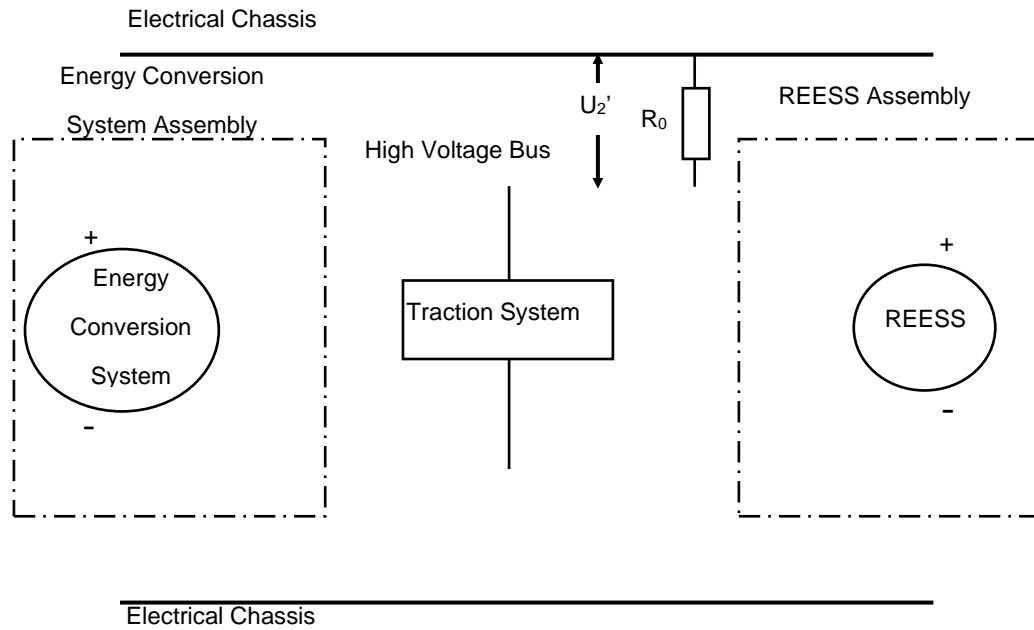 Electrical Chassis
Energy Conversion
System Assembly
U₂’
R₀
REESS Assembly
High Voltage Bus
+
Energy
Conversion
System
-
Traction System
+
REESS
-
Electrical Chassis